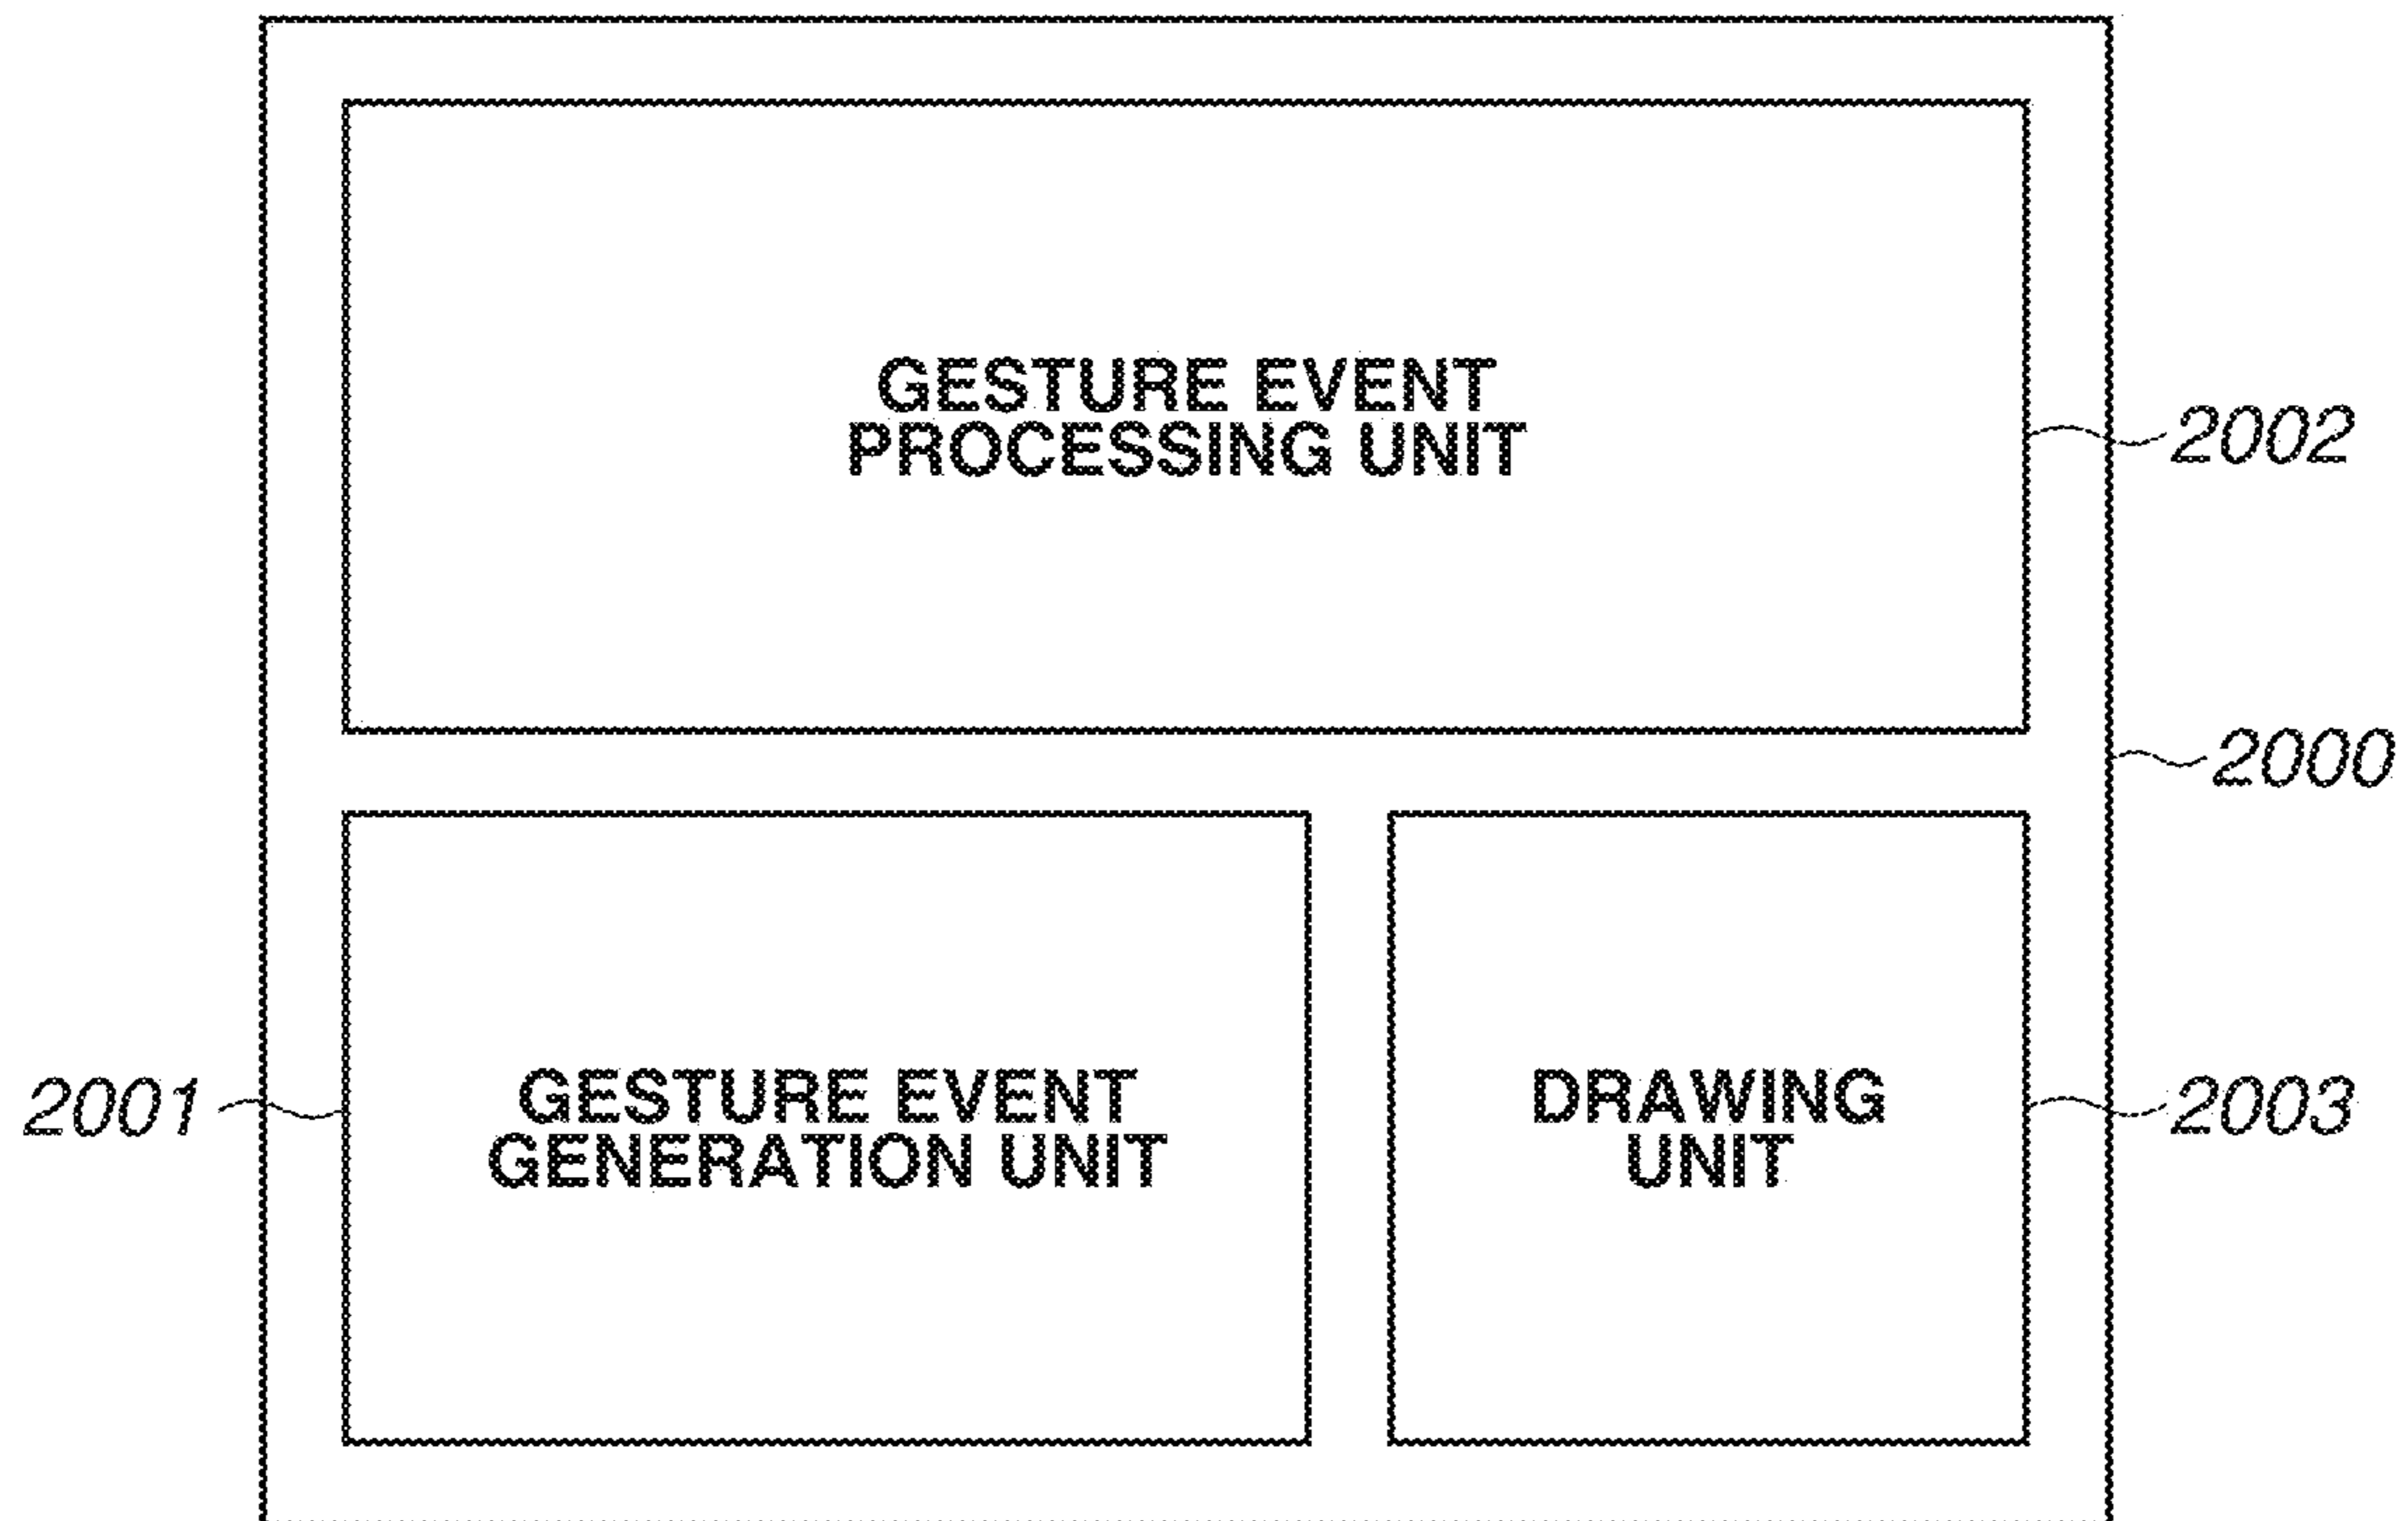 GESTURE EVENT
PROCESSING UNIT
2002
2000
2001
GESTURE EVENT
GENERATION UNIT
DRAWING
UNIT
2003